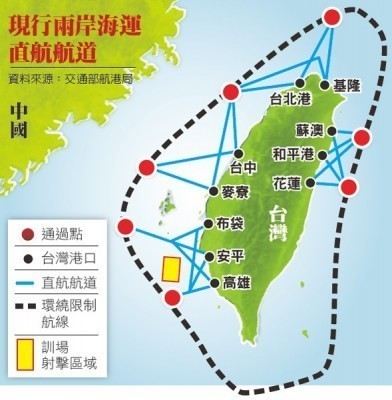 現行兩岸海運
直航航道
資料來源：交通部航港局
中國
台北港
基隆
蘇澳
和平港
花蓮
台中
麥寮
布袋
安平
高雄
台灣
通過點
台灣港口
直航航道
環繞限制
航線
訓場
射擊區域